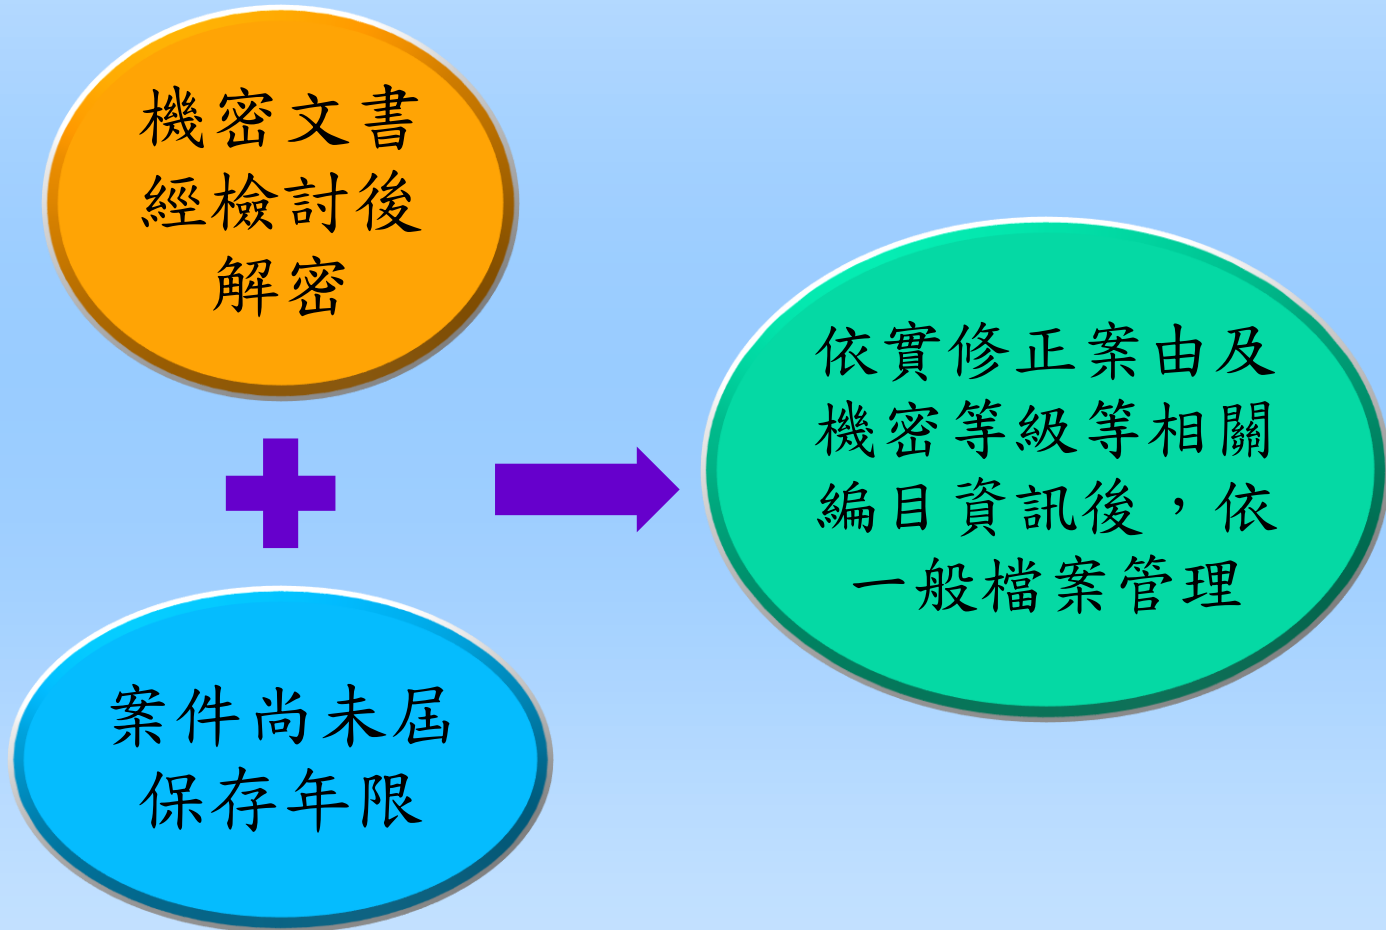 機密文書
經檢討後
解密
案件尚未屆
保存年限
依實修正案由及
機密等級等相關
編目資訊後，依
一般檔案管理